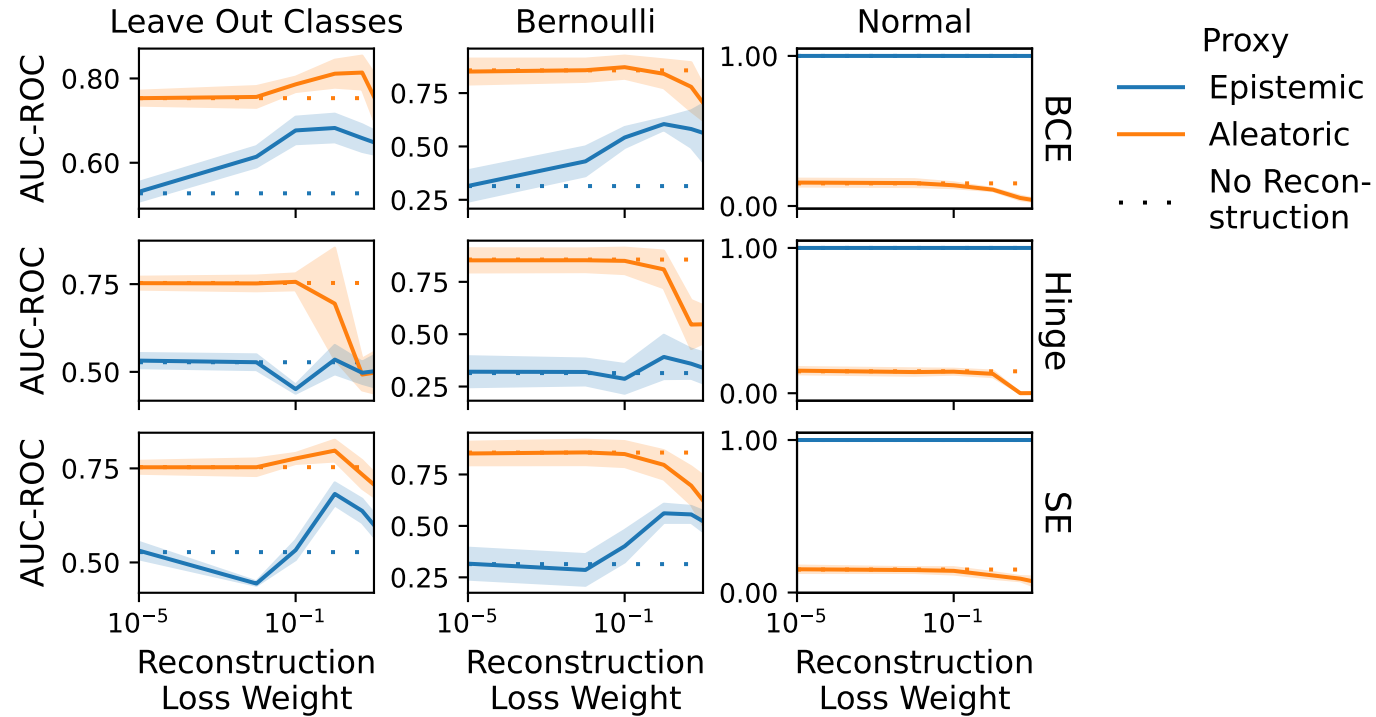 Leave Out Classes Bernoulli Normal
AUC-ROC 0.80 0.60 0.75 0.50 0.25 1.00 0.00 BCE
AUC-ROC 0.75 0.50 0.75 0.50 0.25 1.00 0.00 Hinge
AUC-ROC 0.75 0.50 0.75 0.50 0.25 1.00 0.00 SE
10⁻⁵ 10⁻¹ 10⁻⁵ 10⁻¹ 10⁻⁵ 10⁻¹
Reconstruction Reconstruction Reconstruction
Loss Weight Loss Weight Loss Weight
Proxy
Epistemic
Aleatoric
No Recon-
struction